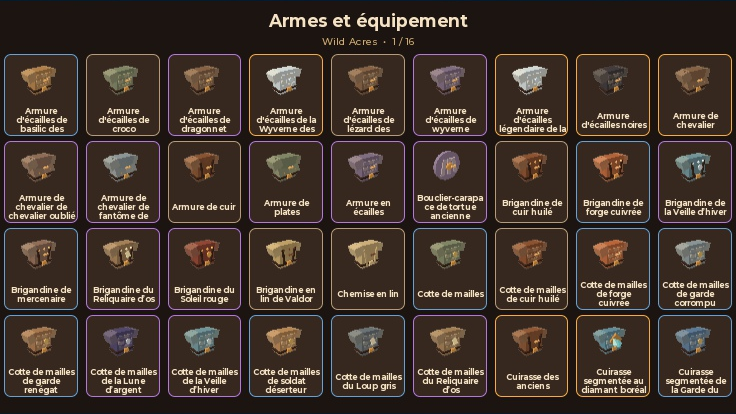 Armes et équipement
Wild Acres • 1 / 16
Armure
d'écailles de
basilic des
Armure
d'écailles de
croco
Armure
d'écailles de
dragonnet
Armure
d'écailles de la
Wyverne des
Armure
d'écailles de
lézard des
Armure
d'écailles de
wyverne
Armure
d'écailles
légendaire de la
Armure
d'écailles noires
Armure de
chevalier
Armure de
chevalier de
chevalier oublié
Armure de
chevalier de
fantôme de
Armure de cuir
Armure de
plates
Armure en
écailles
Bouclier-carapa
ce de tortue
ancienne
Brigandine de
cuir huilé
Brigandine de
forge cuivrée
Brigandine de
la Veille d'hiver
Brigandine de
mercenaire
Brigandine du
Reliquaire d'os
Brigandine du
Soleil rouge
Brigandine en
lin de Valdor
Chemise en lin
Cotte de mailles
Cotte de mailles
de cuir huilé
Cotte de mailles
de forge
cuivrée
Cotte de mailles
de garde
corrompu
Cotte de mailles
de garde
renégat
Cotte de mailles
de la Lune
d'argent
Cotte de mailles
de la Veille
d'hiver
Cotte de mailles
de soldat
déserteur
Cotte de mailles
du Loup gris
Cotte de mailles
du Reliquaire
d'os
Cuirasse des
anciens
Cuirasse
segmentée au
diamant boréal
Cuirasse
segmentée de
la Garde du